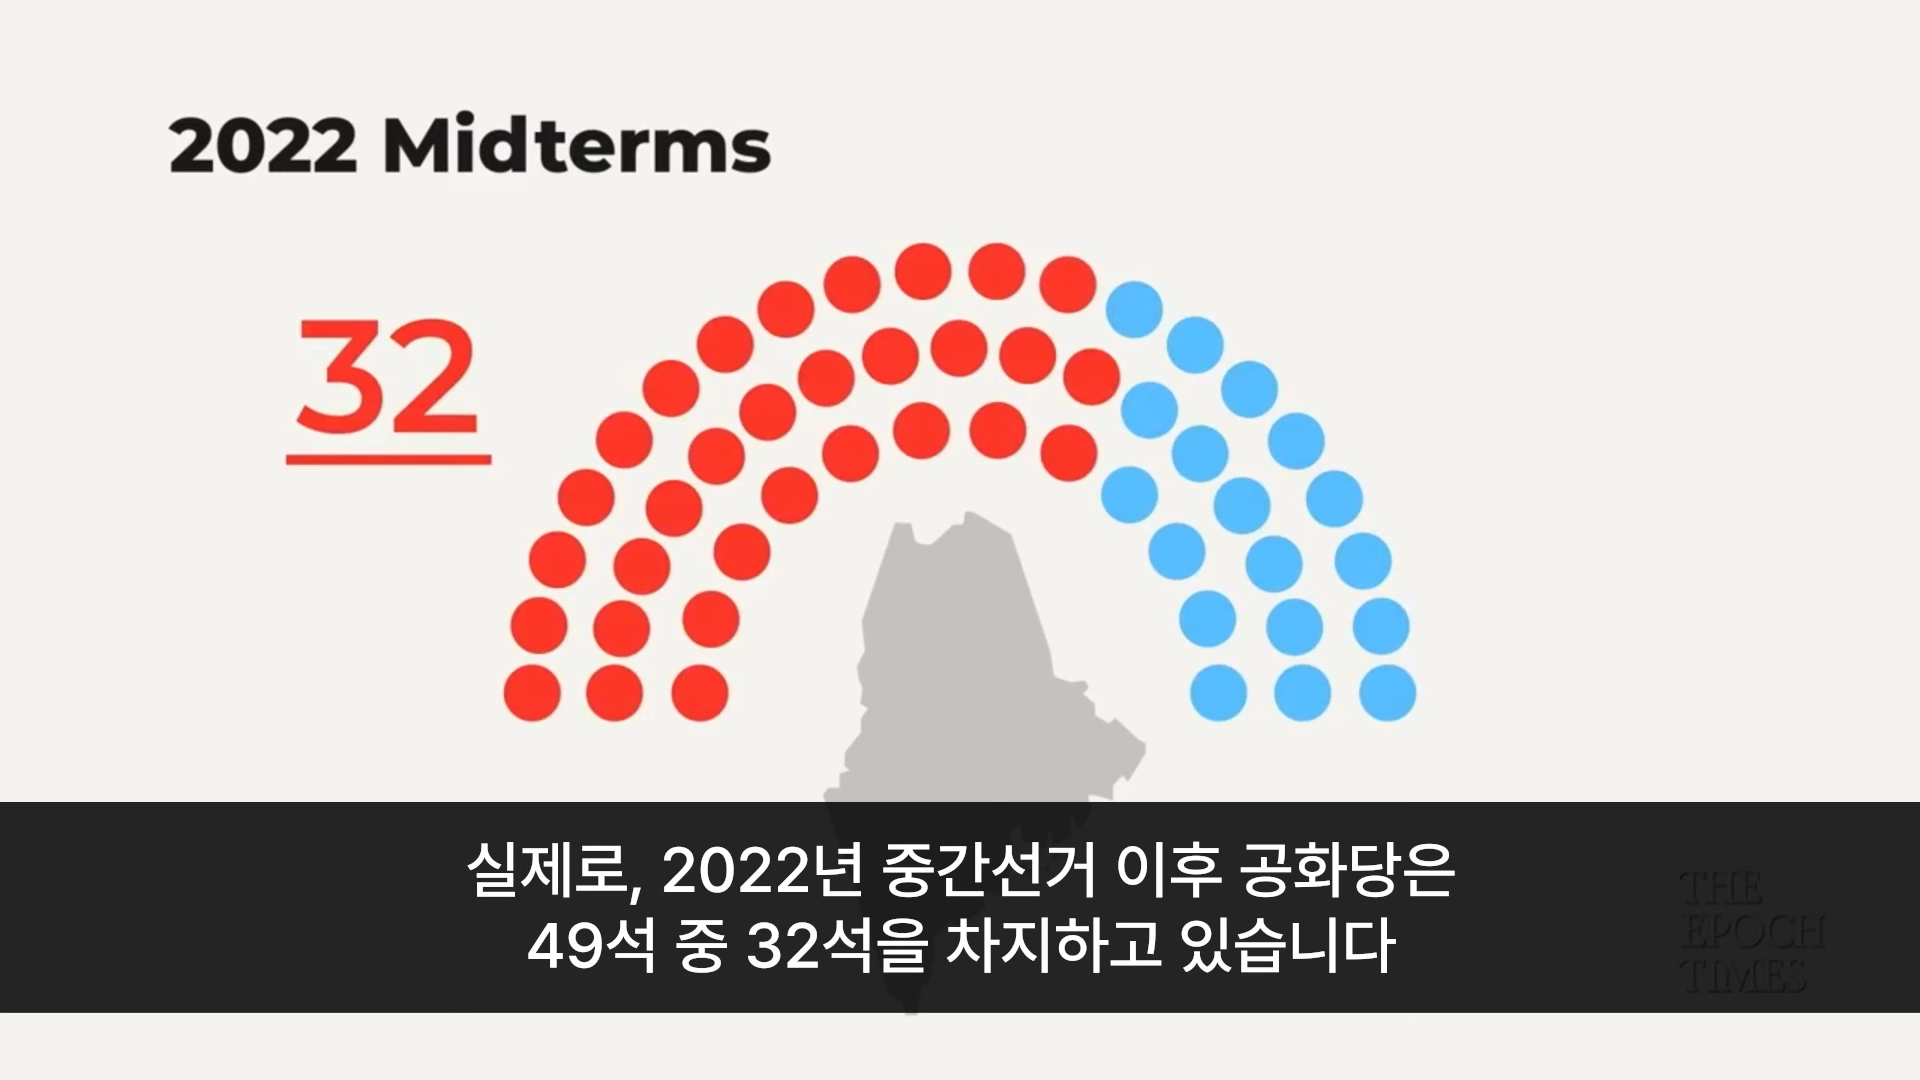 2022 Midterms
32
실제로, 2022년 중간선거 이후 공화당은
49석 중 32석을 차지하고 있습니다
THE
EPOCH
TIMES